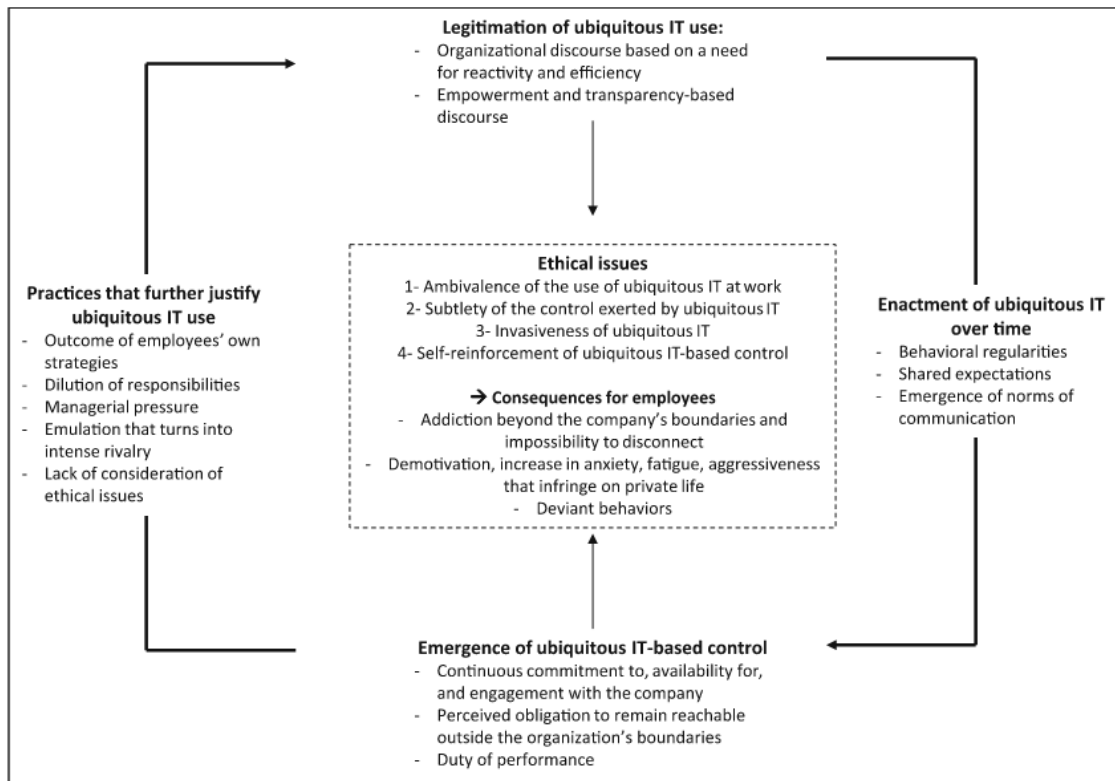 Legitimation of ubiquitous IT use:
- Organizational discourse based on a need
for reactivity and efficiency
- Empowerment and transparency-based
discourse
Practices that further justify
ubiquitous IT use
- Outcome of employees' own
strategies
- Dilution of responsibilities
- Managerial pressure
- Emulation that turns into
intense rivalry
- Lack of consideration of
ethical issues
Ethical issues
1- Ambivalence of the use of ubiquitous IT at work
2- Subtlety of the control exerted by ubiquitous IT
3- Invasiveness of ubiquitous IT
4- Self-reinforcement of ubiquitous IT-based control
→ Consequences for employees
- Addiction beyond the company's boundaries and
impossibility to disconnect
- Demotivation, increase in anxiety, fatigue, aggressiveness
that infringe on private life
- Deviant behaviors
Enactment of ubiquitous IT
over time
- Behavioral regularities
- Shared expectations
- Emergence of norms of
communication
Emergence of ubiquitous IT-based control
- Continuous commitment to, availability for,
and engagement with the company
- Perceived obligation to remain reachable
outside the organization's boundaries
- Duty of performance